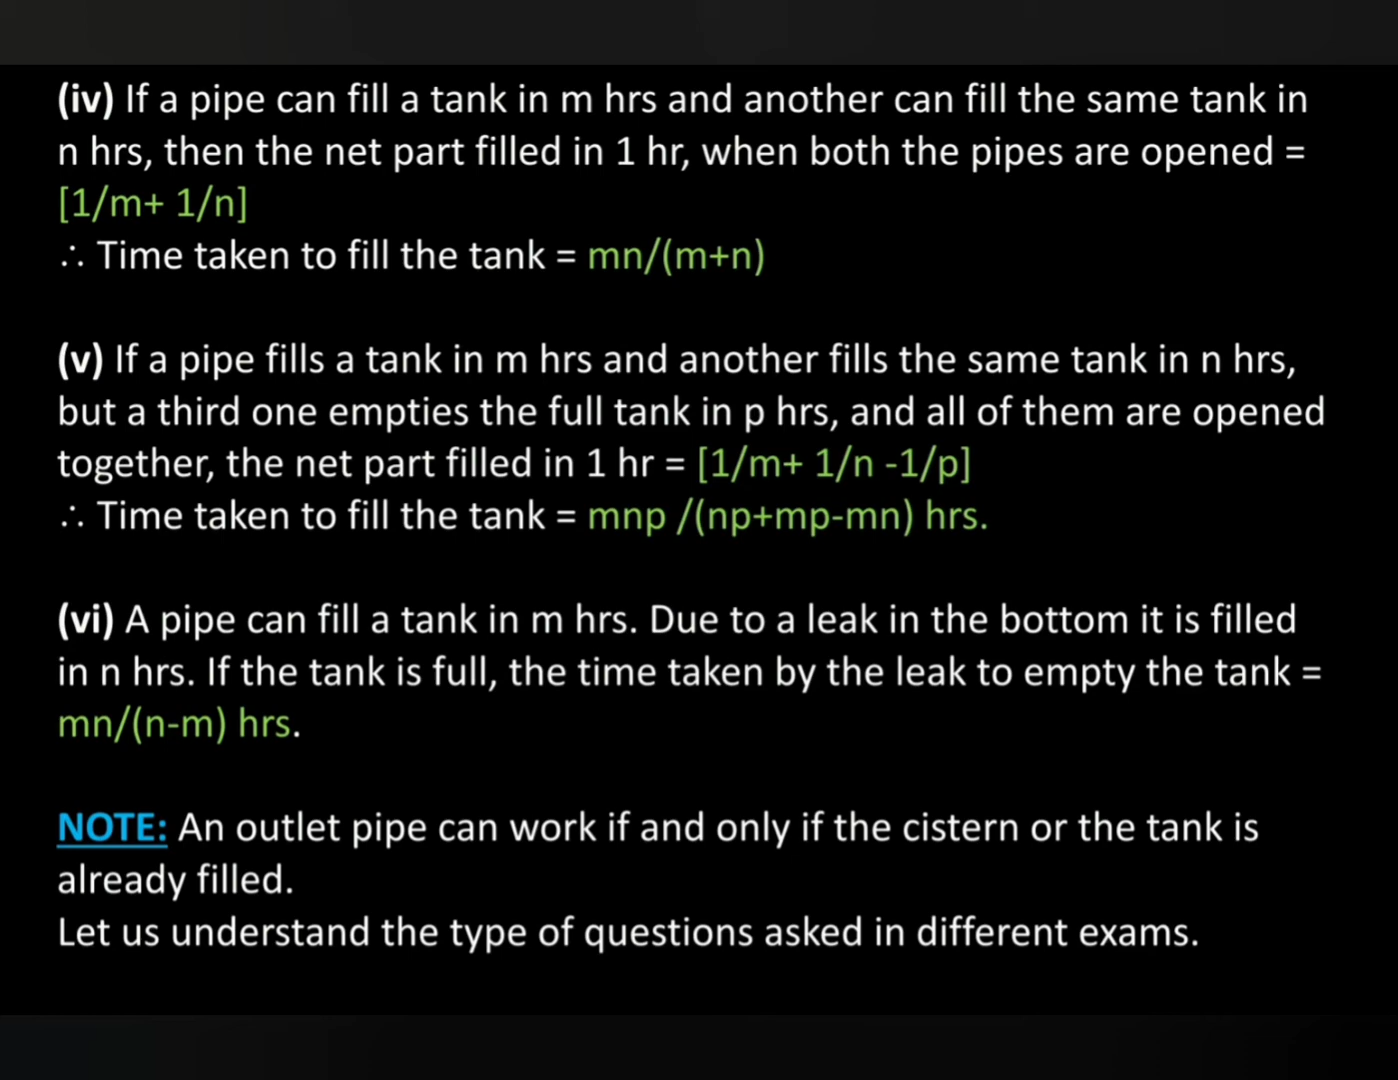 (iv) If a pipe can fill a tank in m hrs and another can fill the same tank in
n hrs, then the net part filled in 1 hr, when both the pipes are opened =
[1/m+ 1/n]
∴ Time taken to fill the tank = mn/(m+n)
(v) If a pipe fills a tank in m hrs and another fills the same tank in n hrs,
but a third one empties the full tank in p hrs, and all of them are opened
together, the net part filled in 1 hr = [1/m+ 1/n -1/p]
∴ Time taken to fill the tank = mnp /(np+mp-mn) hrs.
(vi) A pipe can fill a tank in m hrs. Due to a leak in the bottom it is filled
in n hrs. If the tank is full, the time taken by the leak to empty the tank =
mn/(n-m) hrs.
NOTE: An outlet pipe can work if and only if the cistern or the tank is
already filled.
Let us understand the type of questions asked in different exams.